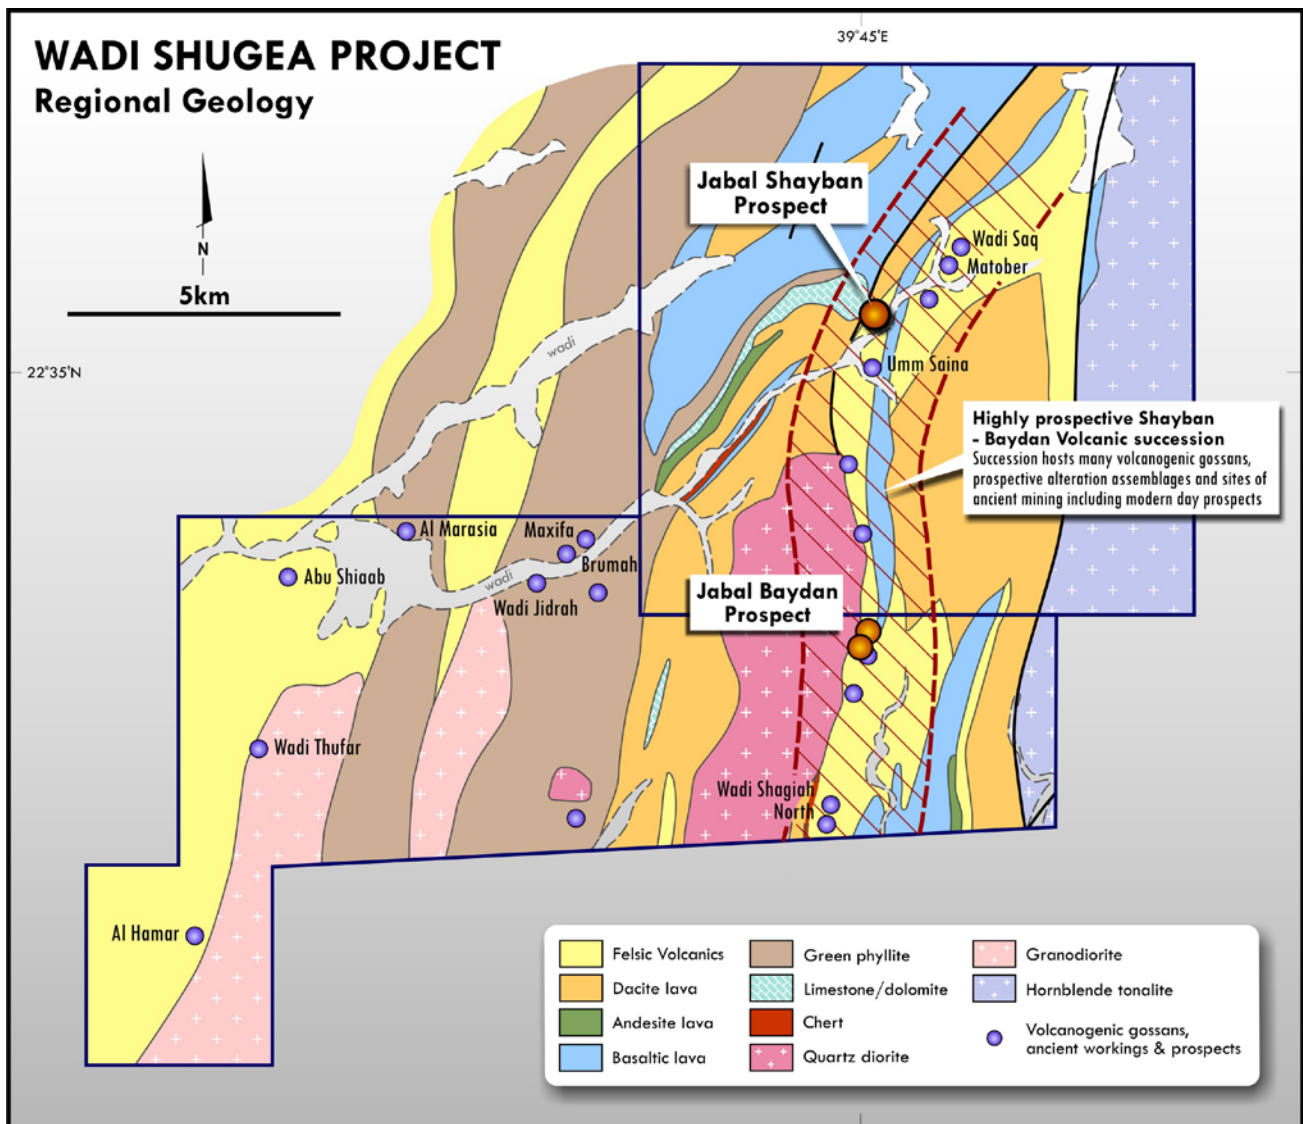 WADI SHUGEA PROJECT
Regional Geology
39°45'E
N
5km
22°35'N
Jabal Shayban
Prospect
Wadi Saq
Matober
wadi
Umm Saina
Highly prospective Shayban
- Baydan Volcanic succession
Succession hosts many volcanogenic gossans,
prospective alteration assemblages and sites of
ancient mining including modern day prospects
Al Marasia
Maxifa
Brumah
Abu Shiaab
wadi
Wadi Jidrah
Jabal Baydan
Prospect
Wadi Thufar
Wadi Shagiah
North
Al Hamar
Felsic Volcanics
Dacite lava
Andesite lava
Basaltic lava
Green phyllite
Limestone/dolomite
Chert
Quartz diorite
Granodiorite
Hornblende tonalite
Volcanogenic gossans,
ancient workings & prospects